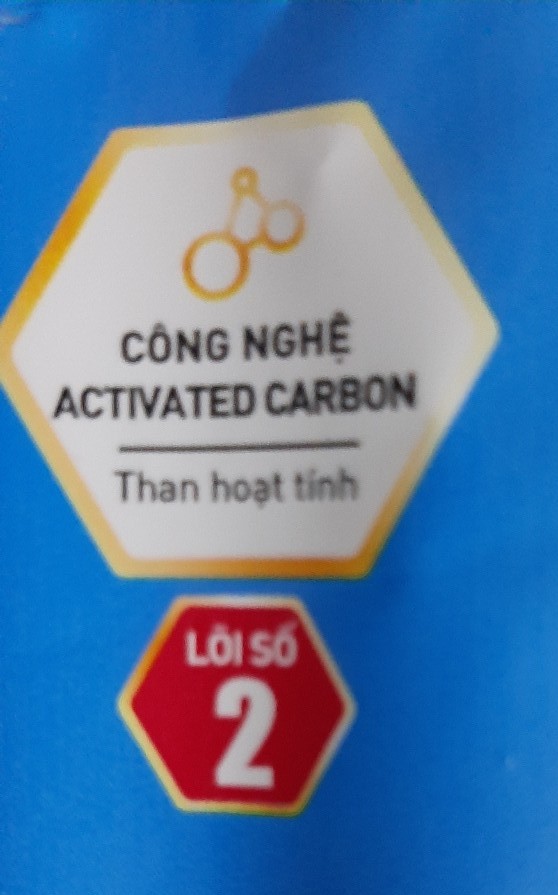 CÔNG NGHỆ
ACTIVATED CARBON
Than hoạt tính
LÕI SỐ
2